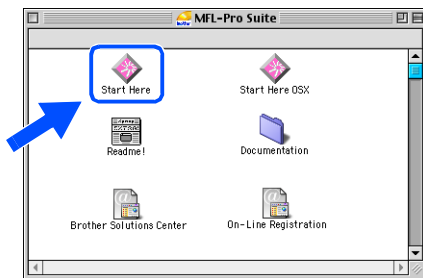 MFL-Pro Suite
Start Here
Start Here OSX
Readme!
Documentation
Brother Solutions Center
On-Line Registration